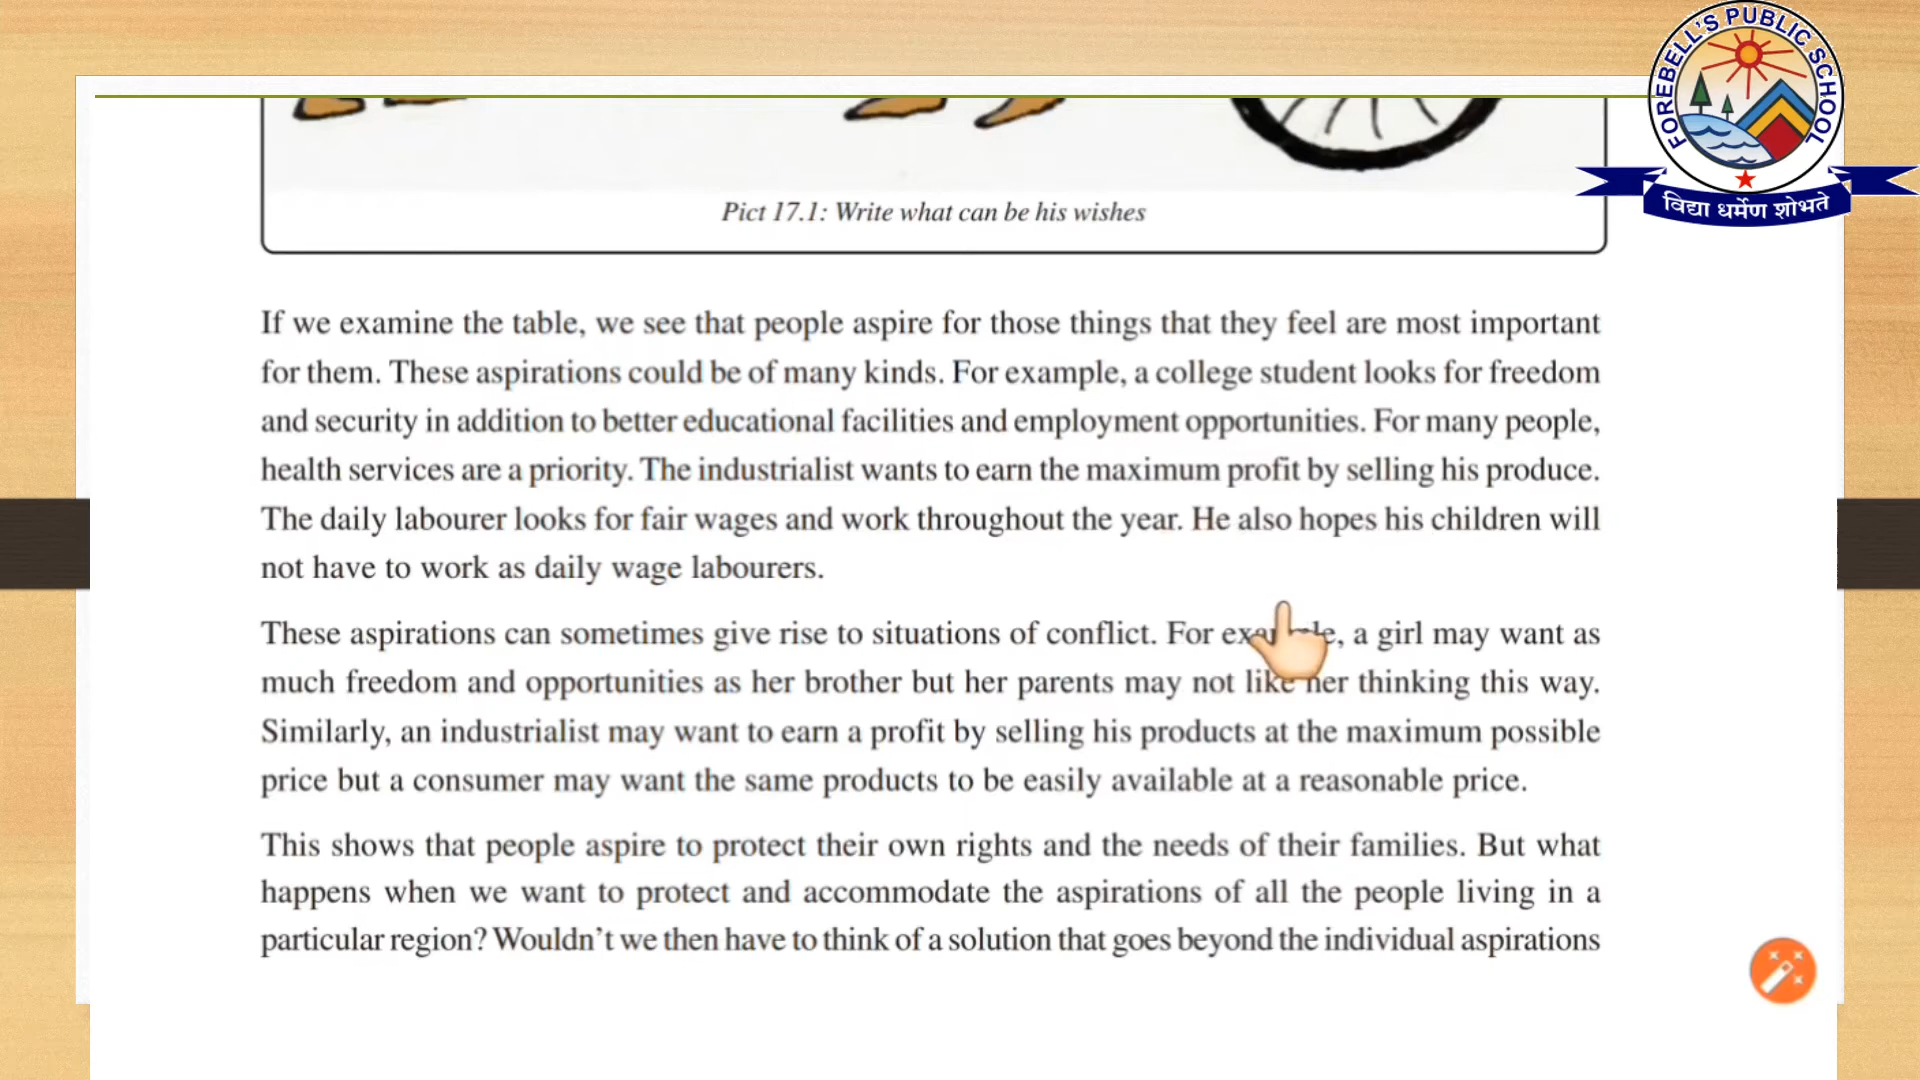 FOREBELL'S PUBLIC SCHOOL
विद्या धर्मेण शोभते
Pict 17.1: Write what can be his wishes
If we examine the table, we see that people aspire for those things that they feel are most important
for them. These aspirations could be of many kinds. For example, a college student looks for freedom
and security in addition to better educational facilities and employment opportunities. For many people,
health services are a priority. The industrialist wants to earn the maximum profit by selling his produce.
The daily labourer looks for fair wages and work throughout the year. He also hopes his children will
not have to work as daily wage labourers.
These aspirations can sometimes give rise to situations of conflict. For example, a girl may want as
much freedom and opportunities as her brother but her parents may not like her thinking this way.
Similarly, an industrialist may want to earn a profit by selling his products at the maximum possible
price but a consumer may want the same products to be easily available at a reasonable price.
This shows that people aspire to protect their own rights and the needs of their families. But what
happens when we want to protect and accommodate the aspirations of all the people living in a
particular region? Wouldn't we then have to think of a solution that goes beyond the individual aspirations